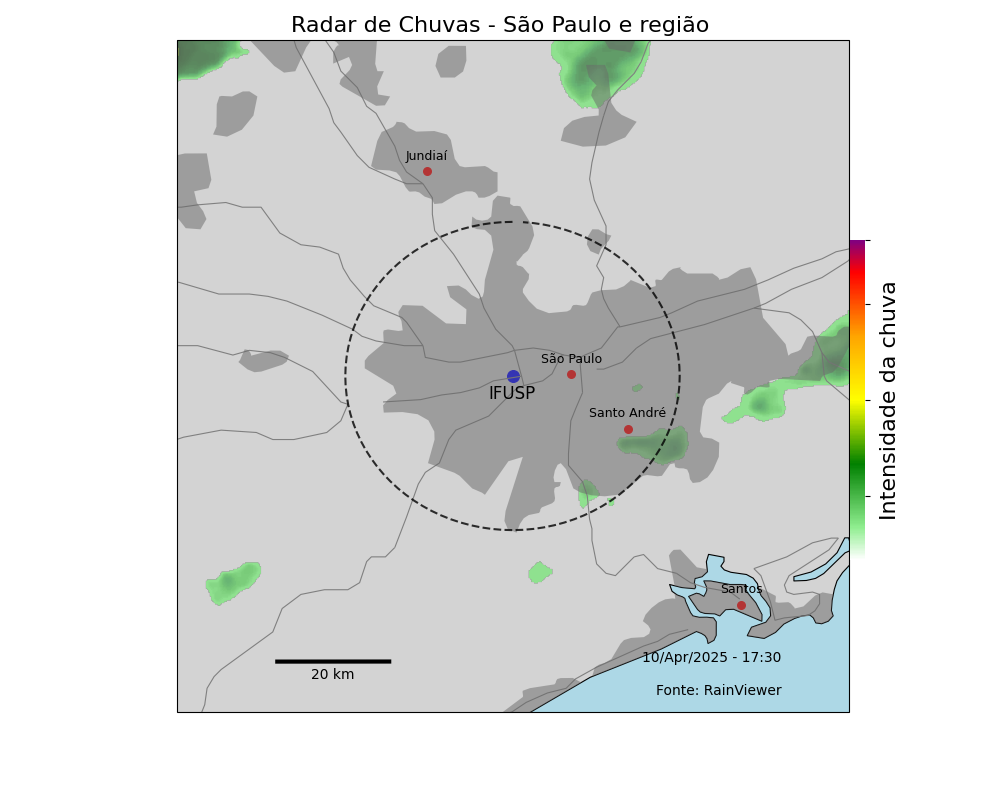 Radar de Chuvas - São Paulo e região
Jundiaí
São Paulo
IFUSP
Santo André
Intensidade da chuva
Santos
10/Apr/2025 - 17:30
20 km
Fonte: RainViewer